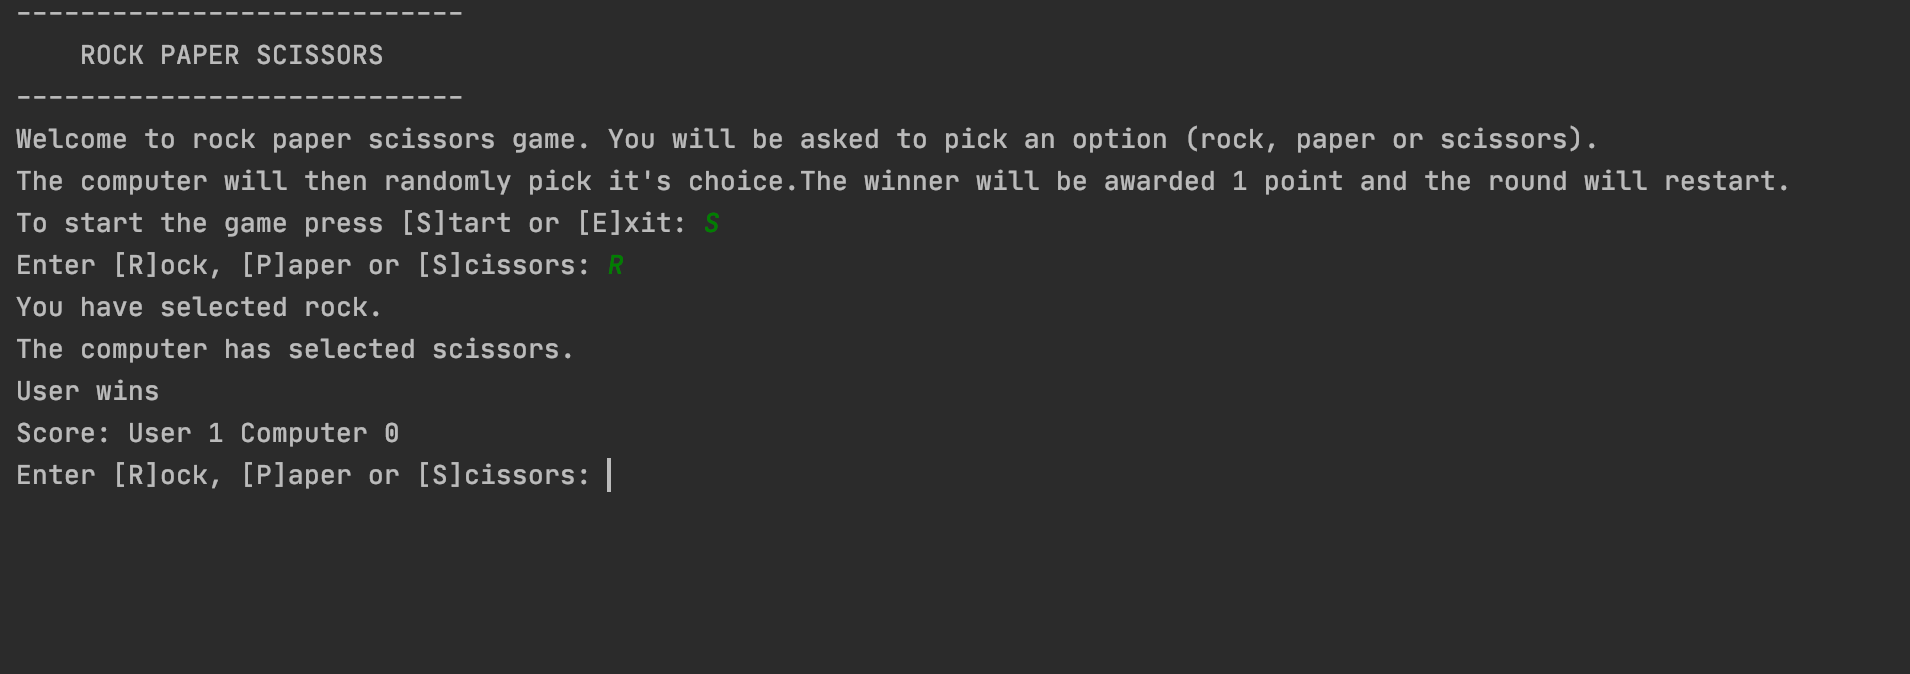 ----------------------------
    ROCK PAPER SCISSORS
----------------------------
Welcome to rock paper scissors game. You will be asked to pick an option (rock, paper or scissors).
The computer will then randomly pick it's choice.The winner will be awarded 1 point and the round will restart.
To start the game press [S]tart or [E]xit: S
Enter [R]ock, [P]aper or [S]cissors: R
You have selected rock.
The computer has selected scissors.
User wins
Score: User 1 Computer 0
Enter [R]ock, [P]aper or [S]cissors: